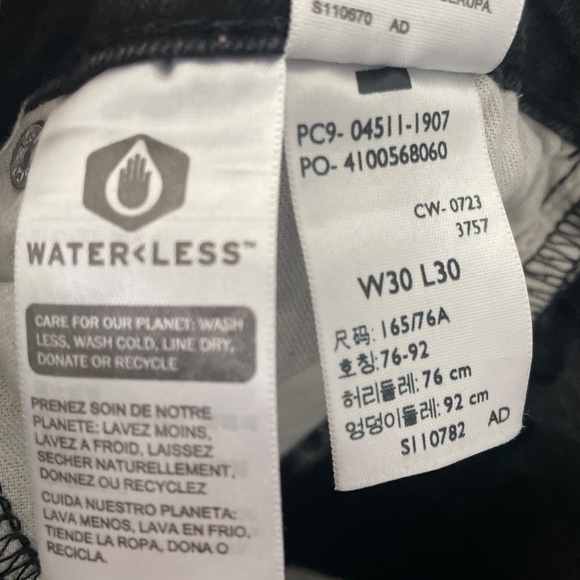 S110670 AD
WATER<LESS™
CARE FOR OUR PLANET: WASH
LESS, WASH COLD, LINE DRY,
DONATE OR RECYCLE
PRENEZ SOIN DE NOTRE
PLANETE: LAVEZ MOINS,
LAVEZ A FROID, LAISSEZ
SECHER NATURELLEMENT,
DONNEZ OU RECYCLEZ
CUIDA NUESTRO PLANETA:
LAVA MENOS, LAVA EN FRIO,
TIENDE LA ROPA, DONA O
RECICLA.
PC9- 04511-1907
PO- 4100568060
CW- 0723
3757
W30 L30
尺码: 165/76A
호칭:76-92
허리둘레: 76 cm
엉덩이둘레: 92 cm
S110782 AD